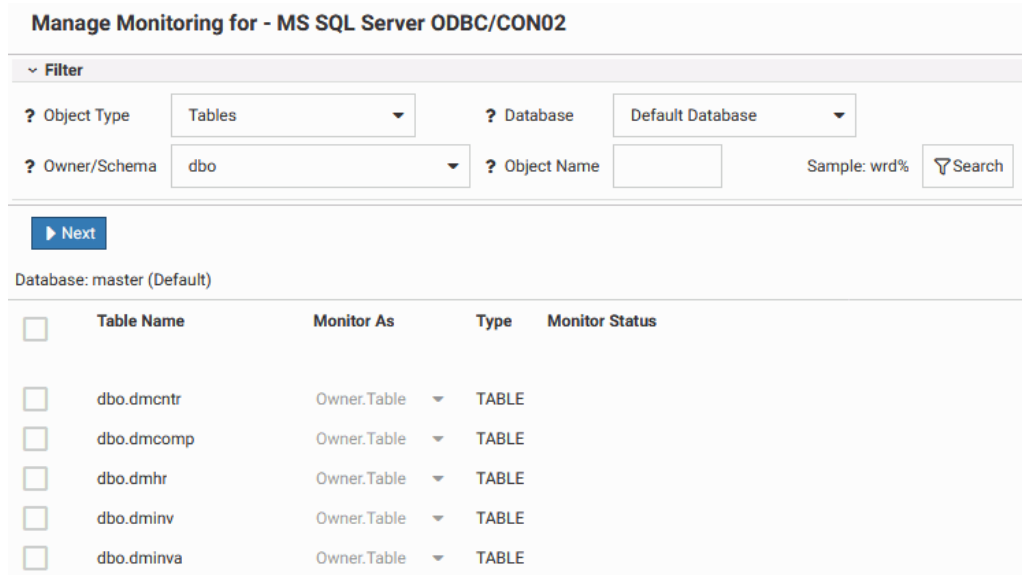 Manage Monitoring for - MS SQL Server ODBC/CON02
Filter
? Object Type Tables ? Database Default Database
? Owner/Schema dbo ? Object Name Sample: wrd% Search
Next
Database: master (Default)
Table Name Monitor As Type Monitor Status
dbo.dmcntr Owner.Table TABLE
dbo.dmcomp Owner.Table TABLE
dbo.dmhr Owner.Table TABLE
dbo.dminv Owner.Table TABLE
dbo.dminva Owner.Table TABLE